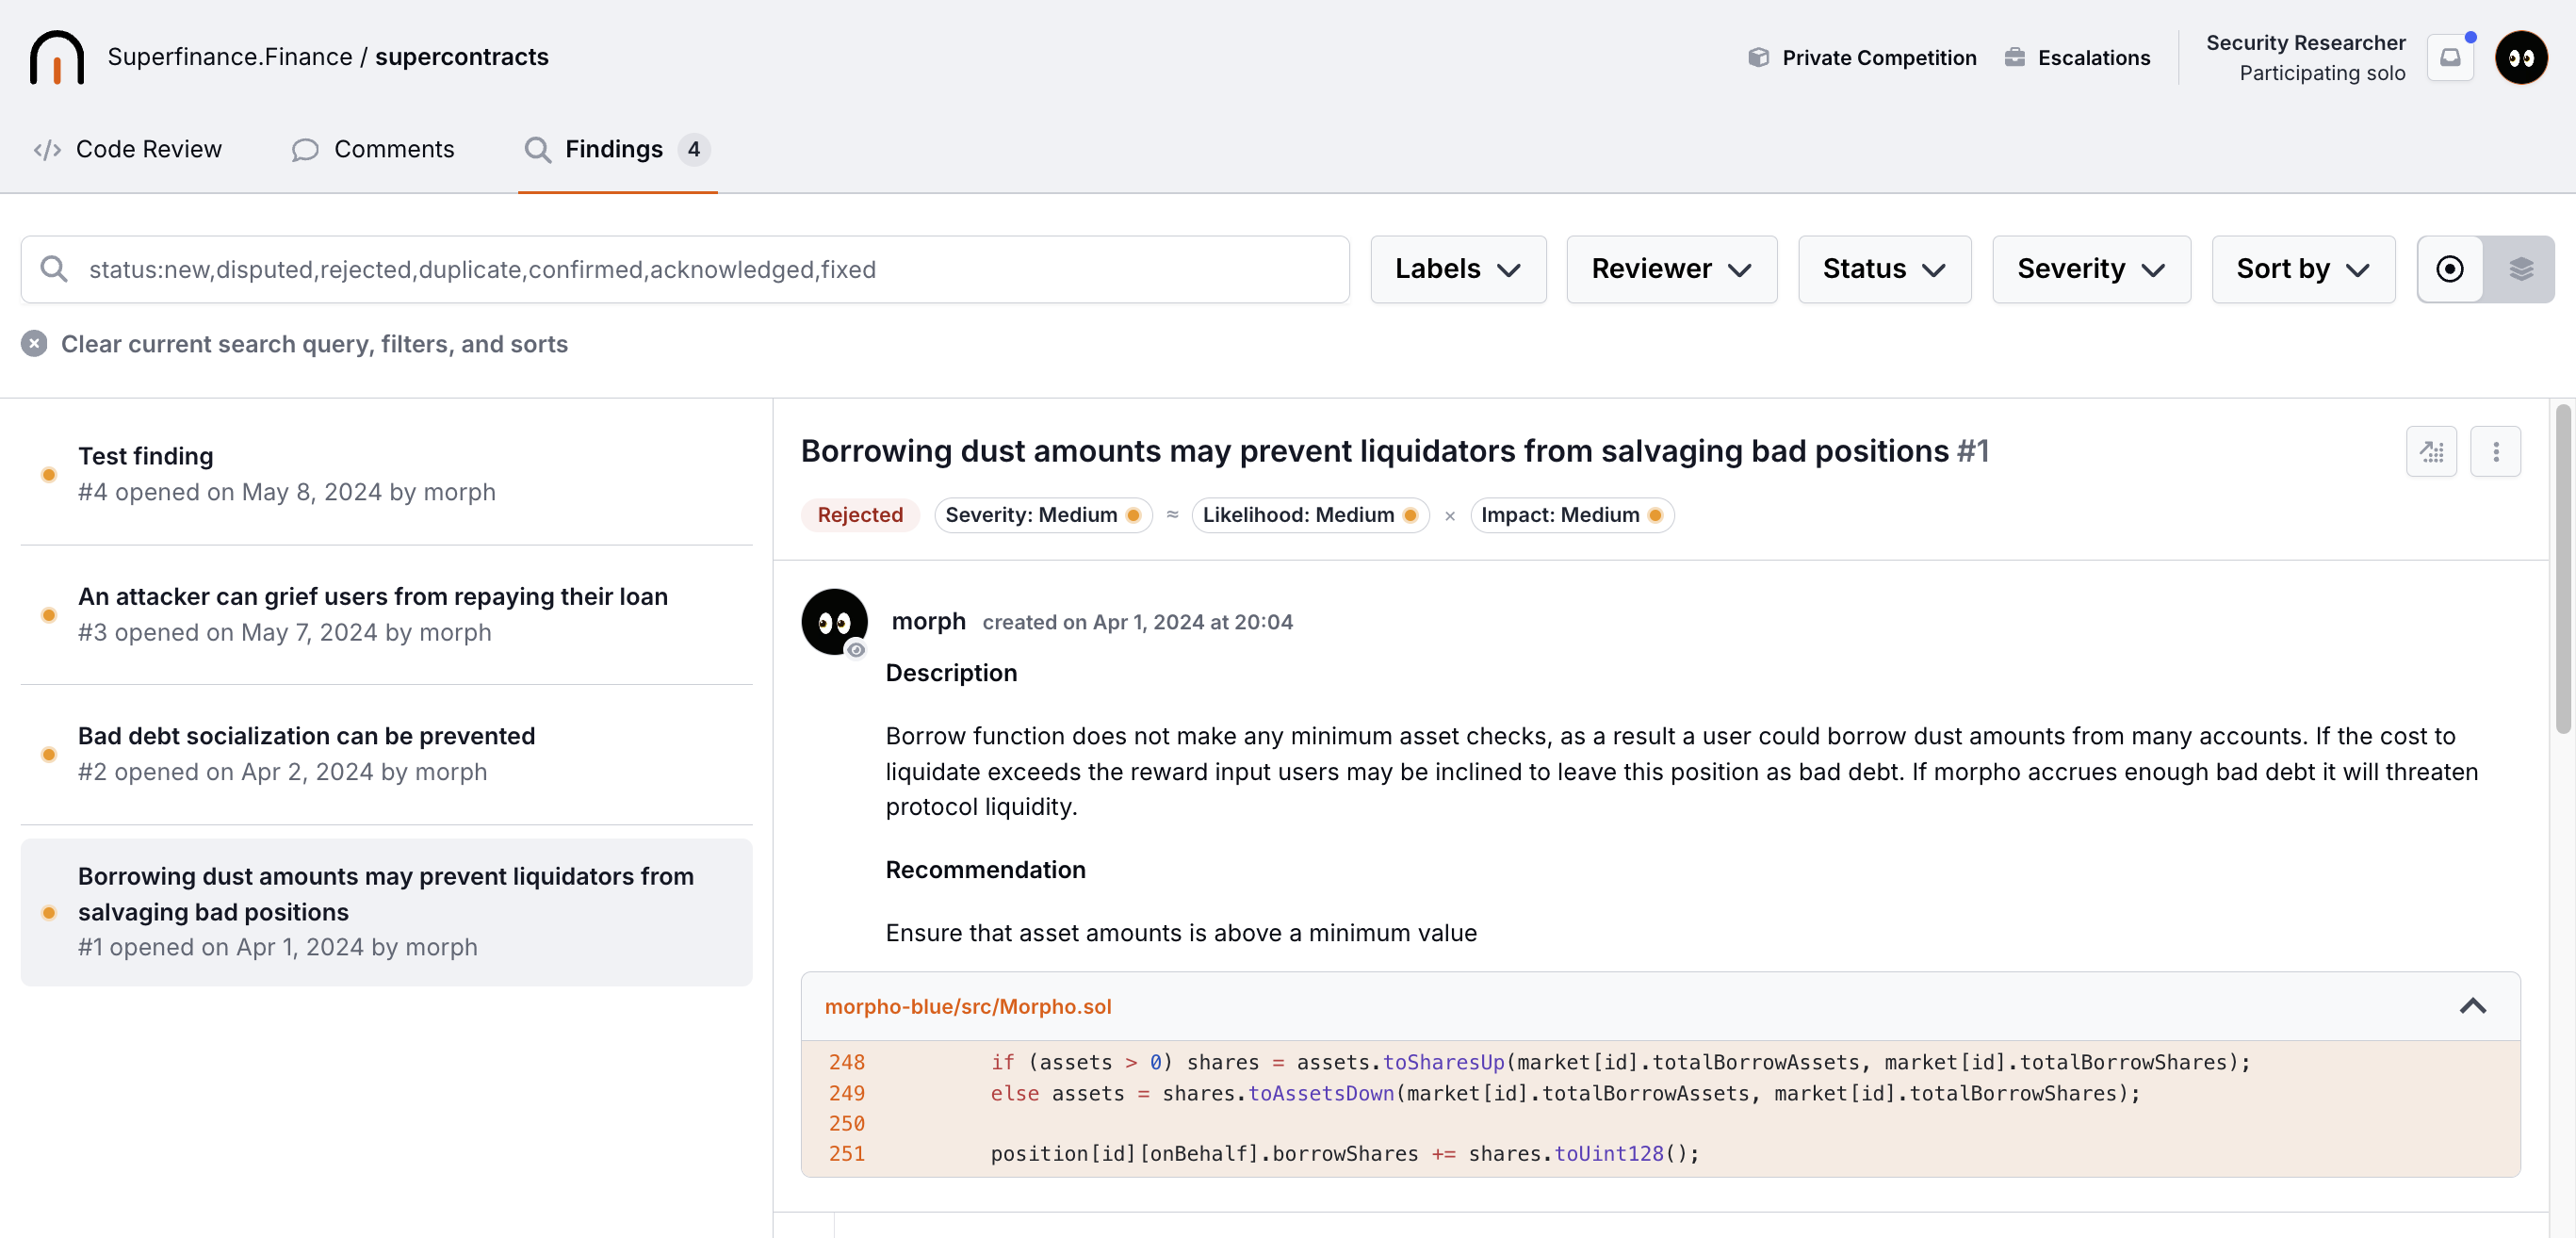 Superfinance.Finance / supercontracts
Private Competition
Escalations
Security Researcher
Participating solo
Code Review
Comments
Findings 4
status:new,disputed,rejected,duplicate,confirmed,acknowledged,fixed
Labels
Reviewer
Status
Severity
Sort by
Clear current search query, filters, and sorts
Test finding
#4 opened on May 8, 2024 by morph
An attacker can grief users from repaying their loan
#3 opened on May 7, 2024 by morph
Bad debt socialization can be prevented
#2 opened on Apr 2, 2024 by morph
Borrowing dust amounts may prevent liquidators from
salvaging bad positions
#1 opened on Apr 1, 2024 by morph
Borrowing dust amounts may prevent liquidators from salvaging bad positions #1
Rejected Severity: Medium ≈ Likelihood: Medium × Impact: Medium
morph created on Apr 1, 2024 at 20:04
Description
Borrow function does not make any minimum asset checks, as a result a user could borrow dust amounts from many accounts. If the cost to
liquidate exceeds the reward input users may be inclined to leave this position as bad debt. If morpho accrues enough bad debt it will threaten
protocol liquidity.
Recommendation
Ensure that asset amounts is above a minimum value
morpho-blue/src/Morpho.sol
248 if (assets > 0) shares = assets.toSharesUp(market[id].totalBorrowAssets, market[id].totalBorrowShares);
249 else assets = shares.toAssetsDown(market[id].totalBorrowAssets, market[id].totalBorrowShares);
250
251 position[id][onBehalf].borrowShares += shares.toUint128();